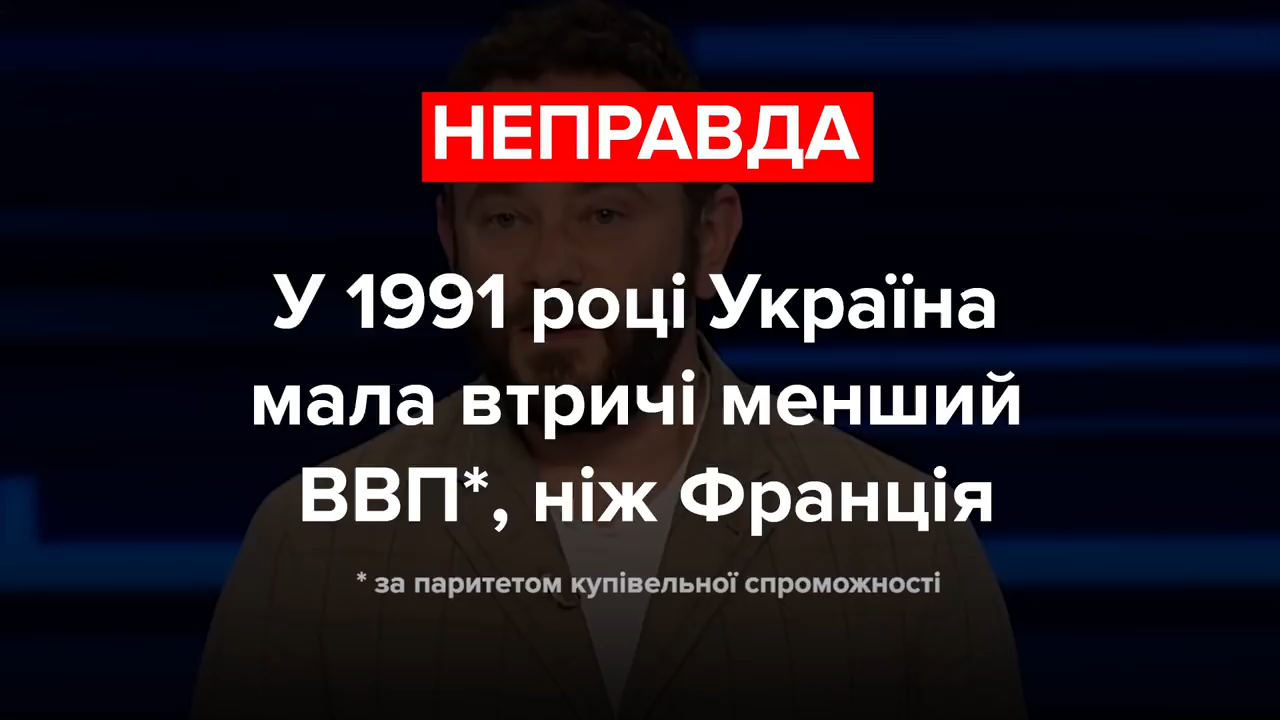 НЕПРАВДА
У 1991 році Україна
мала втричі менший
ВВП*, ніж Франція
* за паритетом купівельної спроможності